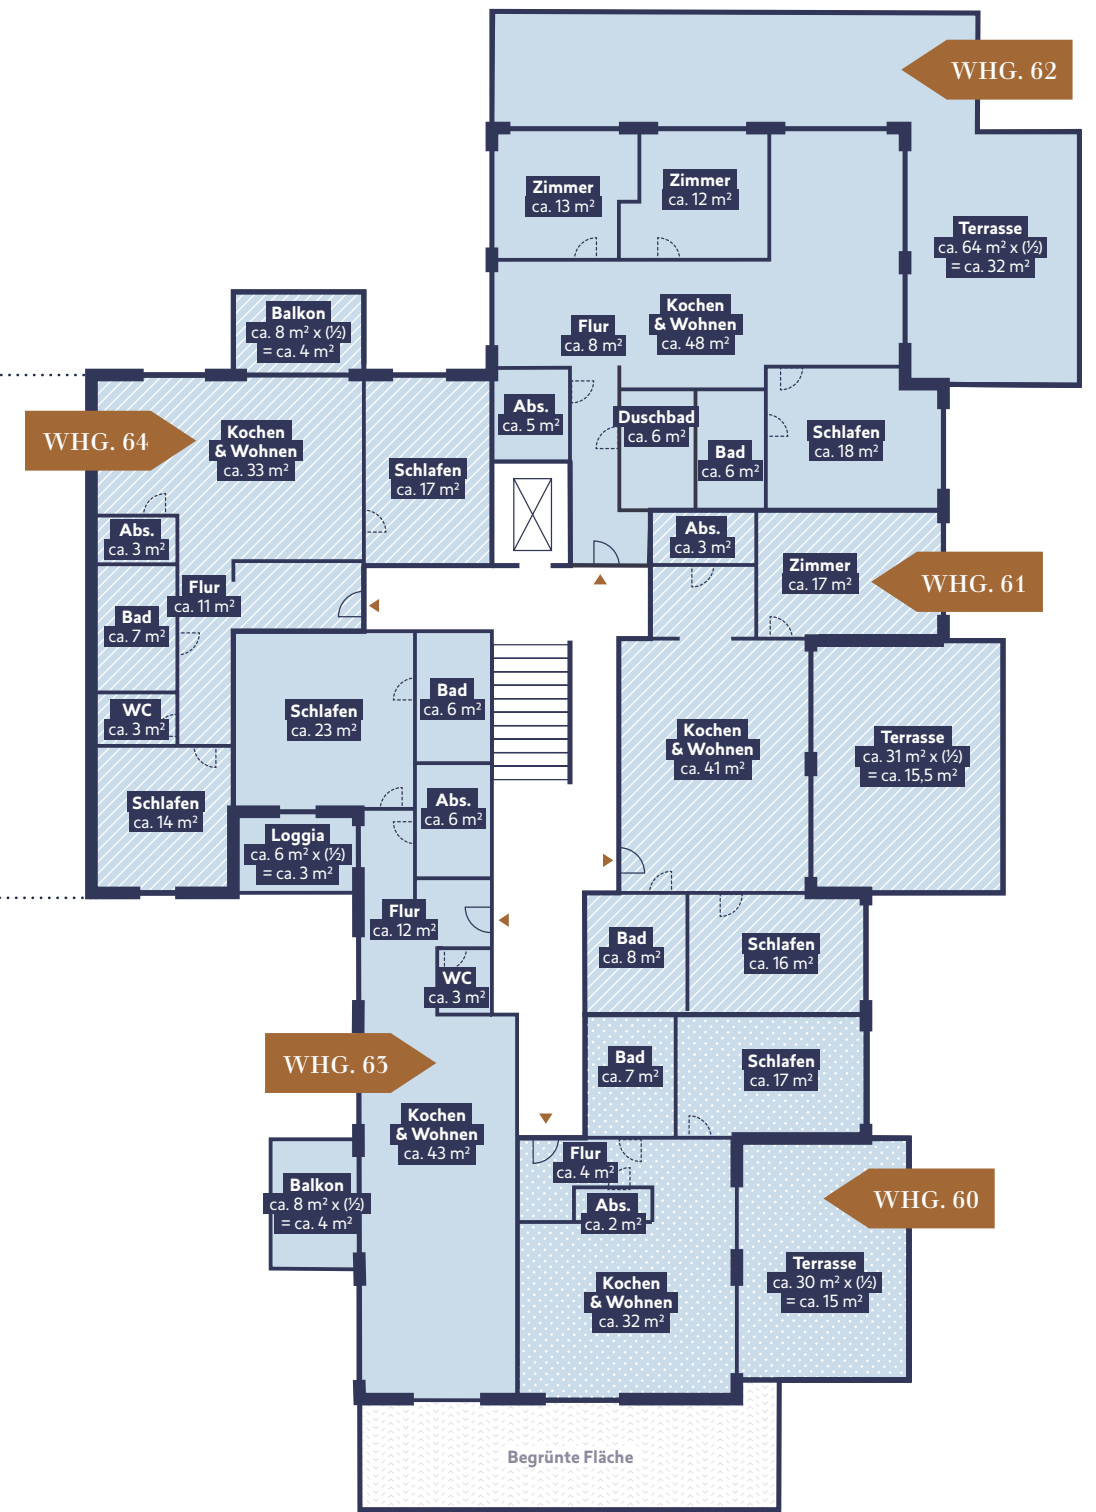 WHG. 62
Zimmer
ca. 13 m²
Zimmer
ca. 12 m²
Terrasse
ca. 64 m² x (½)
= ca. 32 m²
Kochen
& Wohnen
ca. 48 m²
Flur
ca. 8 m²
Balkon
ca. 8 m² x (½)
= ca. 4 m²
WHG. 64
Kochen
& Wohnen
ca. 33 m²
Schlafen
ca. 17 m²
Abs.
ca. 5 m²
Duschbad
ca. 6 m²
Bad
ca. 6 m²
Schlafen
ca. 18 m²
Abs.
ca. 3 m²
Abs.
ca. 3 m²
Zimmer
ca. 17 m²
WHG. 61
Flur
ca. 11 m²
Bad
ca. 7 m²
WC
ca. 3 m²
Schlafen
ca. 23 m²
Bad
ca. 6 m²
Kochen
& Wohnen
ca. 41 m²
Terrasse
ca. 31 m² x (½)
= ca. 15,5 m²
Schlafen
ca. 14 m²
Loggia
ca. 6 m² x (½)
= ca. 3 m²
Abs.
ca. 6 m²
Flur
ca. 12 m²
WC
ca. 3 m²
Bad
ca. 8 m²
Schlafen
ca. 16 m²
WHG. 63
Bad
ca. 7 m²
Schlafen
ca. 17 m²
Kochen
& Wohnen
ca. 43 m²
Flur
ca. 4 m²
Abs.
ca. 2 m²
WHG. 60
Balkon
ca. 8 m² x (½)
= ca. 4 m²
Kochen
& Wohnen
ca. 32 m²
Terrasse
ca. 30 m² x (½)
= ca. 15 m²
Begrünte Fläche